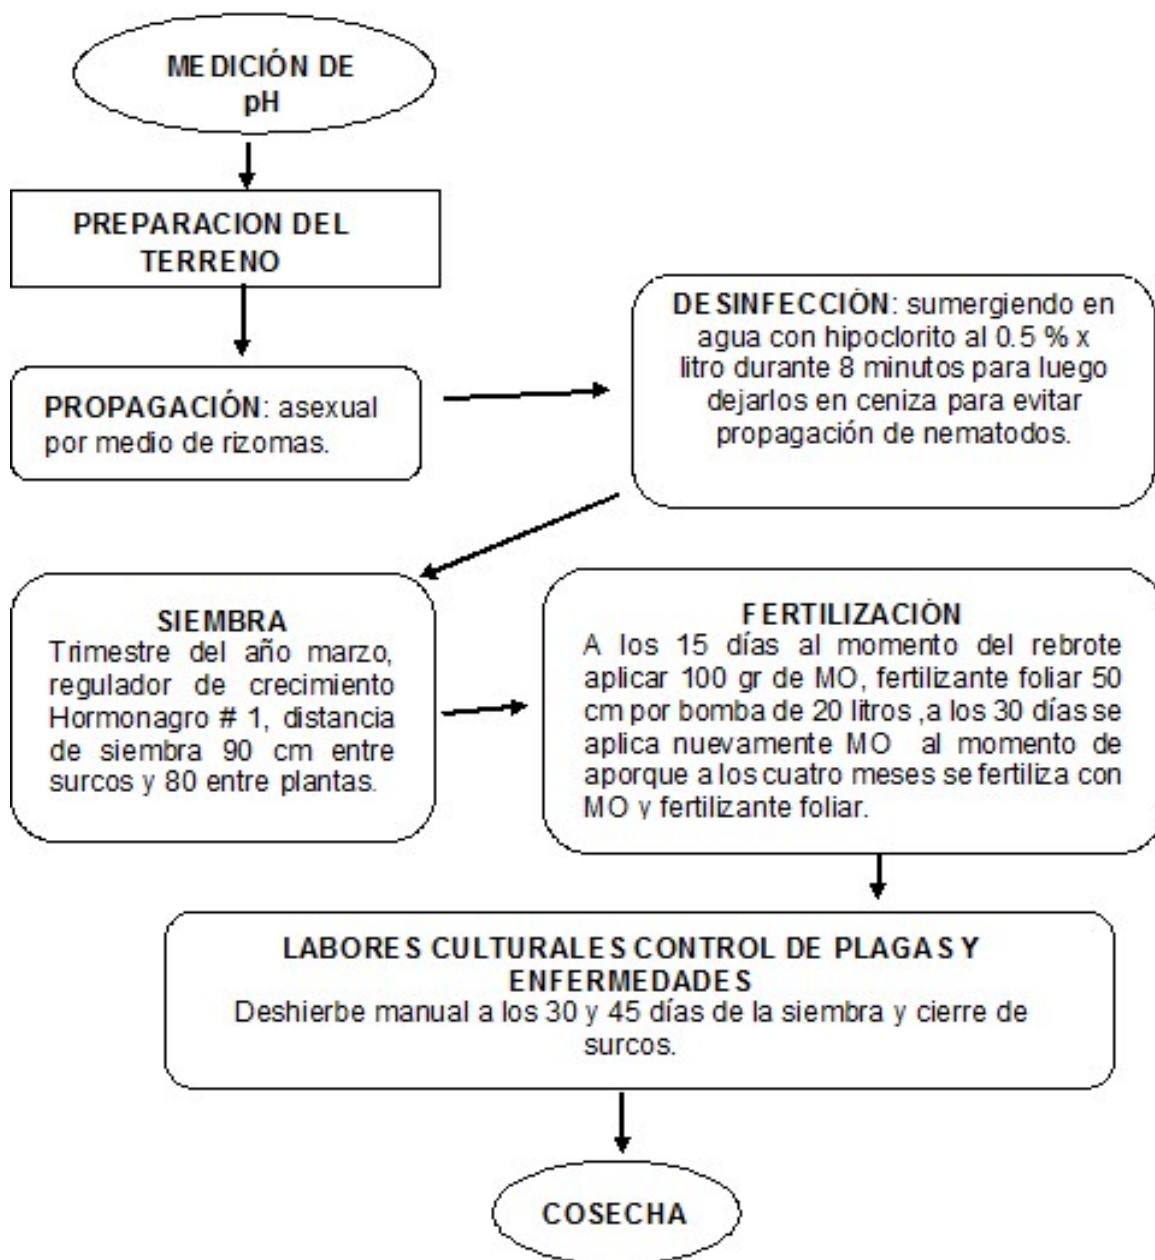 MEDICIÓN DE
pH
PREPARACION DEL
TERRENO
PROPAGACIÓN: asexual
por medio de rizomas.
DESINFECCIÓN: sumergiendo en
agua con hipoclorito al 0.5 % x
litro durante 8 minutos para luego
dejarlos en ceniza para evitar
propagación de nematodos.
SIEMBRA
Trimestre del año marzo,
regulador de crecimiento
Hormonagro # 1, distancia
de siembra 90 cm entre
surcos y 80 entre plantas.
FERTILIZACIÓN
A los 15 días al momento del rebrote
aplicar 100 gr de MO, fertilizante foliar 50
cm por bomba de 20 litros ,a los 30 días se
aplica nuevamente MO al momento de
aporque a los cuatro meses se fertiliza con
MO y fertilizante foliar.
LABORES CULTURALES CONTROL DE PLAGAS Y
ENFERMEDADES
Deshierbe manual a los 30 y 45 días de la siembra y cierre de
surcos.
COSECHA